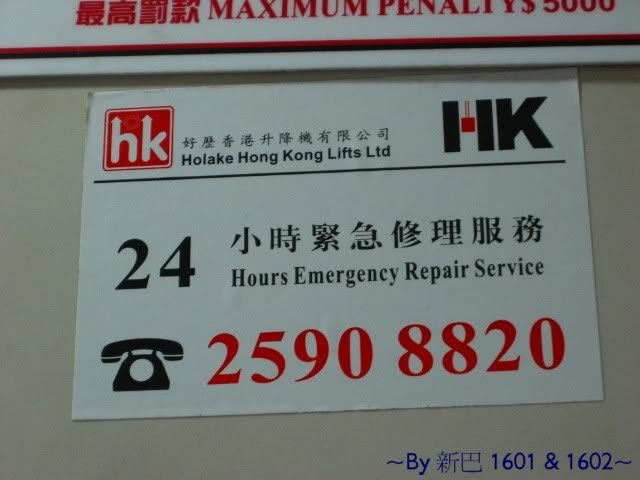 最高罰款 MAXIMUM PENALTY$ 5000
hk
好歷香港升降機有限公司
Holake Hong Kong Lifts Ltd
HK
24 小時緊急修理服務
Hours Emergency Repair Service
2590 8820
~By 新巴 1601 & 1602~